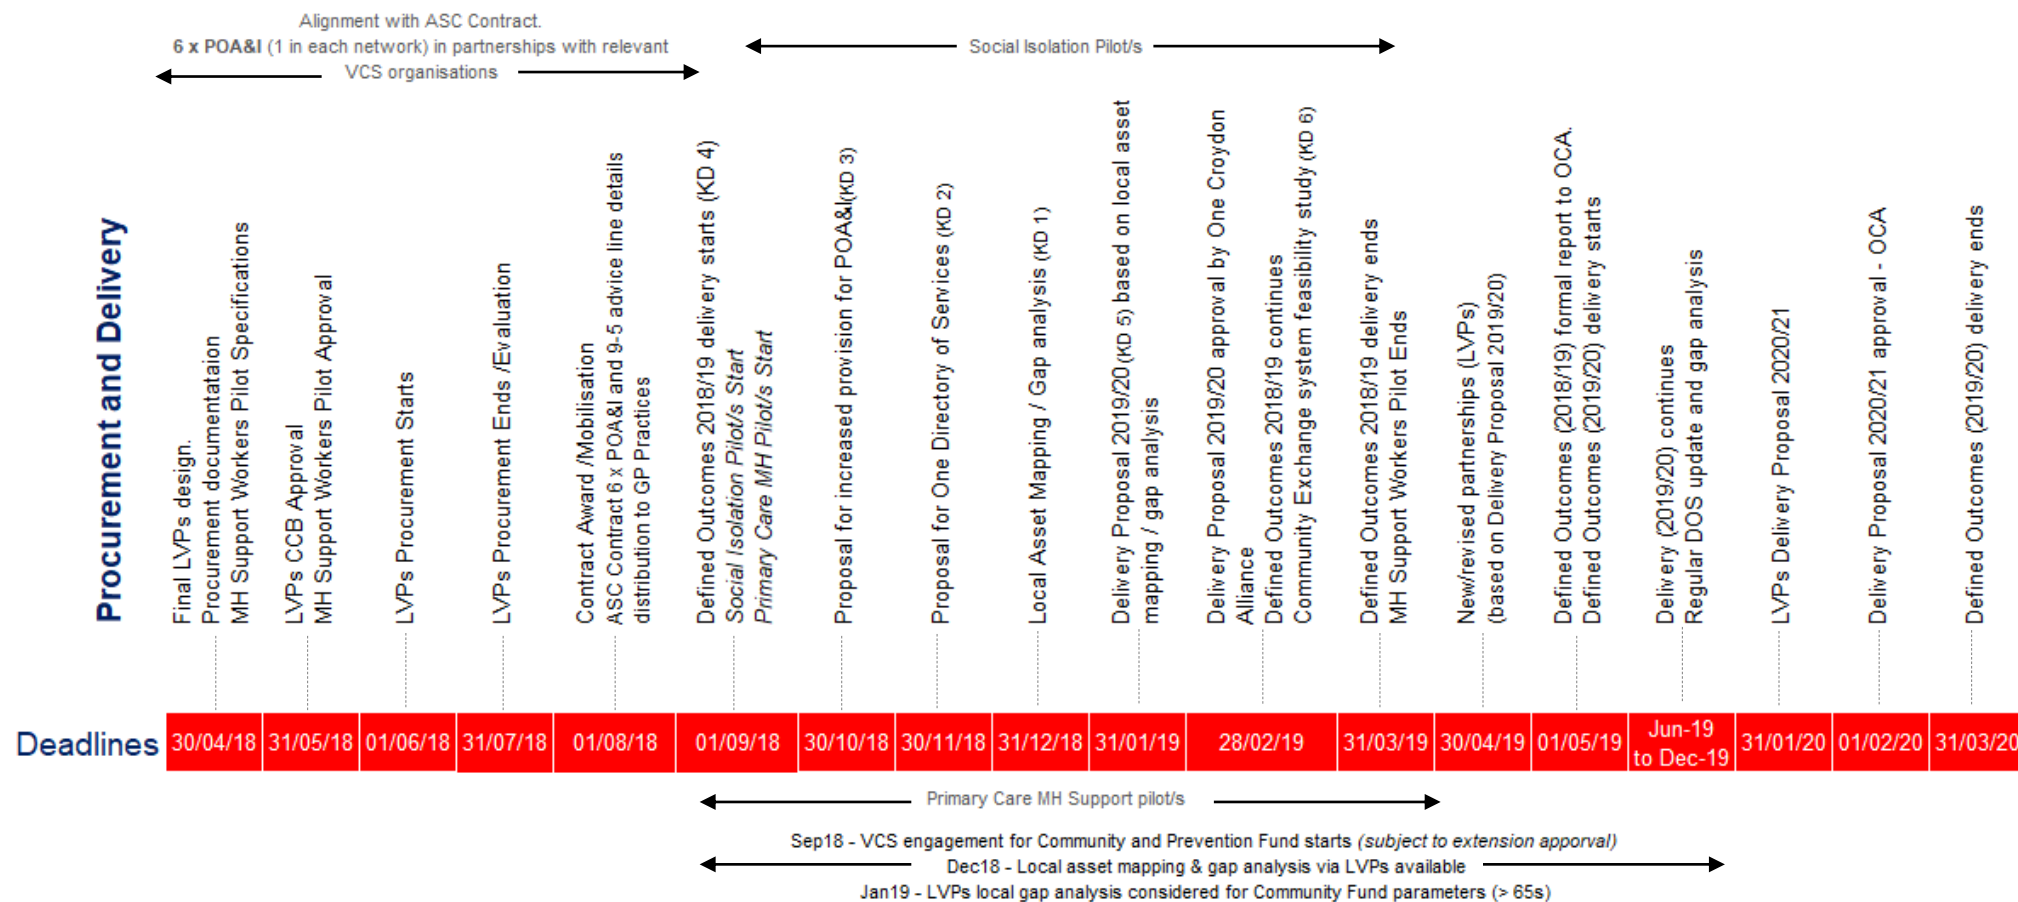 Alignment with ASC Contract.
6 x POA&I (1 in each network) in partnerships with relevant
VCS organisations
Social Isolation Pilot/s
Procurement and Delivery
Final LVPs design.
Procurement documentation
MH Support Workers Pilot Specifications
LVPs CCB Approval
MH Support Workers Pilot Approval
LVPs Procurement Starts
LVPs Procurement Ends /Evaluation
Contract Award /Mobilisation
ASC Contract 6 x POA&I and 9-5 advice line details
distribution to GP Practices
Defined Outcomes 2018/19 delivery starts (KD 4)
Social Isolation Pilot/s Start
Primary Care MH Pilot/s Start
Proposal for increased provision for POA&I(KD 3)
Proposal for One Directory of Services (KD 2)
Local Asset Mapping / Gap analysis (KD 1)
Delivery Proposal 2019/20 (KD 5) based on local asset
mapping / gap analysis
Delivery Proposal 2019/20 approval by One Croydon
Alliance
Defined Outcomes 2018/19 continues
Community Exchange system feasibility study (KD 6)
Defined Outcomes 2018/19 delivery ends
MH Support Workers Pilot Ends
New/revised partnerships (LVPs)
(based on Delivery Proposal 2019/20)
Defined Outcomes (2018/19) formal report to OCA.
Defined Outcomes (2019/20) delivery starts
Delivery (2019/20) continues
Regular DOS update and gap analysis
LVPs Delivery Proposal 2020/21
Delivery Proposal 2020/21 approval - OCA
Defined Outcomes (2019/20) delivery ends
Deadlines
30/04/18
31/05/18
01/06/18
31/07/18
01/08/18
01/09/18
30/10/18
30/11/18
31/12/18
31/01/19
28/02/19
31/03/19
30/04/19
01/05/19
Jun-19
to Dec-19
31/01/20
01/02/20
31/03/20
Primary Care MH Support pilot/s
Sep18 - VCS engagement for Community and Prevention Fund starts (subject to extension apporval)
Dec18 - Local asset mapping & gap analysis via LVPs available
Jan19 - LVPs local gap analysis considered for Community Fund parameters (> 65s)